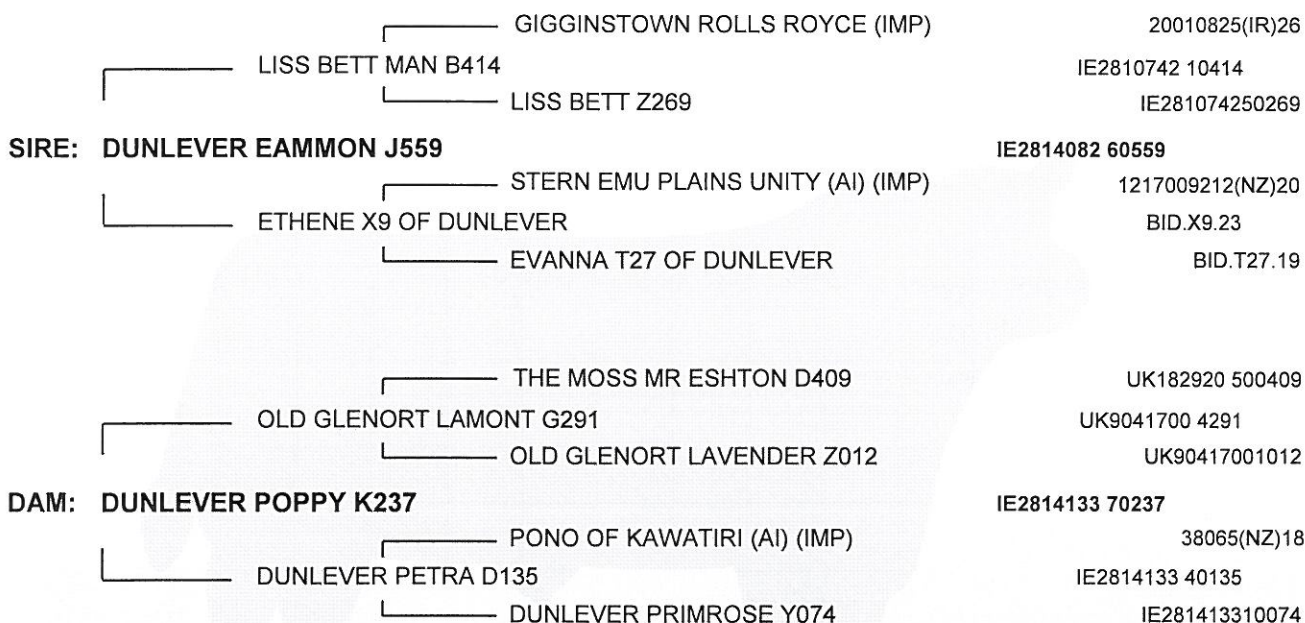 GIGGINSTOWN ROLLS ROYCE (IMP) 20010825(IR)26
LISS BETT MAN B414 IE2810742 10414
LISS BETT Z269 IE281074250269
SIRE: DUNLEVER EAMMON J559 IE2814082 60559
STERN EMU PLAINS UNITY (AI) (IMP) 1217009212(NZ)20
ETHENE X9 OF DUNLEVER BID.X9.23
EVANNA T27 OF DUNLEVER BID.T27.19
THE MOSS MR ESHTON D409 UK182920 500409
OLD GLENORT LAMONT G291 UK9041700 4291
OLD GLENORT LAVENDER Z012 UK90417001012
DAM: DUNLEVER POPPY K237 IE2814133 70237
PONO OF KAWATIRI (AI) (IMP) 38065(NZ)18
DUNLEVER PETRA D135 IE2814133 40135
DUNLEVER PRIMROSE Y074 IE281413310074